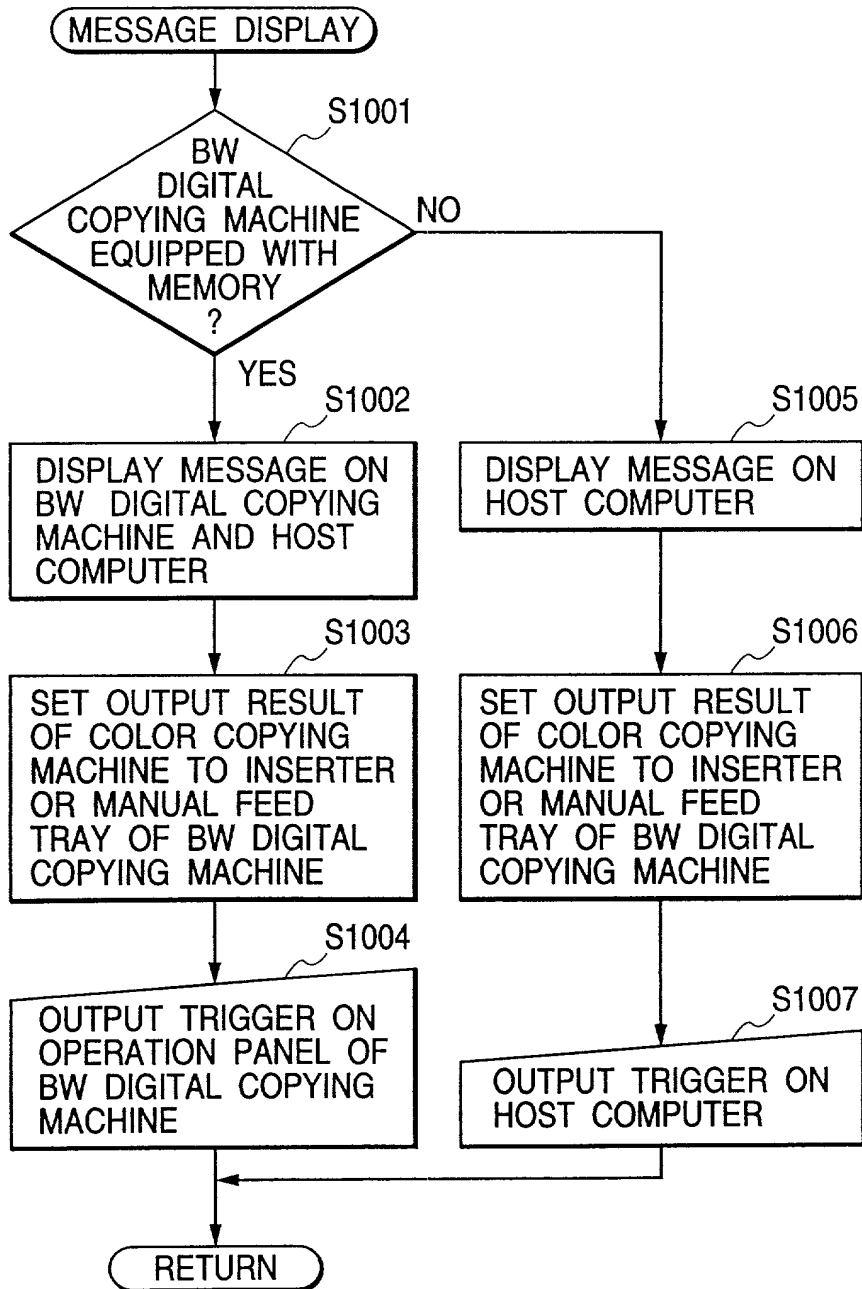 MESSAGE DISPLAY
S1001
BW
DIGITAL
COPYING MACHINE
EQUIPPED WITH
MEMORY
?
NO
YES
S1002
DISPLAY MESSAGE ON
BW DIGITAL COPYING
MACHINE AND HOST
COMPUTER
S1003
SET OUTPUT RESULT
OF COLOR COPYING
MACHINE TO INSERTER
OR MANUAL FEED
TRAY OF BW DIGITAL
COPYING MACHINE
S1004
OUTPUT TRIGGER ON
OPERATION PANEL OF
BW DIGITAL COPYING
MACHINE
S1005
DISPLAY MESSAGE ON
HOST COMPUTER
S1006
SET OUTPUT RESULT
OF COLOR COPYING
MACHINE TO INSERTER
OR MANUAL FEED
TRAY OF BW DIGITAL
COPYING MACHINE
S1007
OUTPUT TRIGGER ON
HOST COMPUTER
RETURN